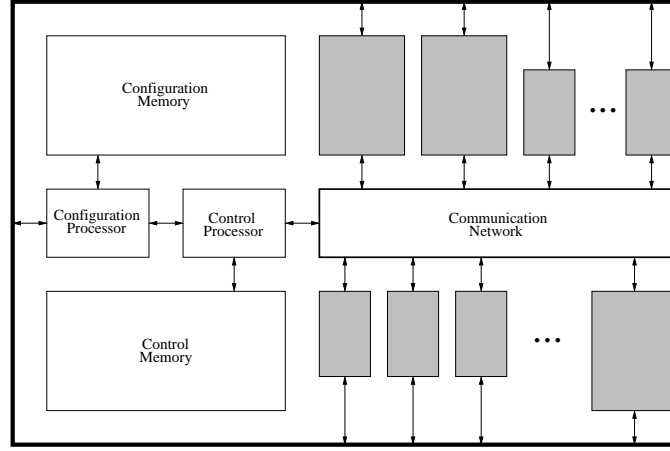 Configuration
Memory
Configuration
Processor
Control
Processor
Communication
Network
Control
Memory